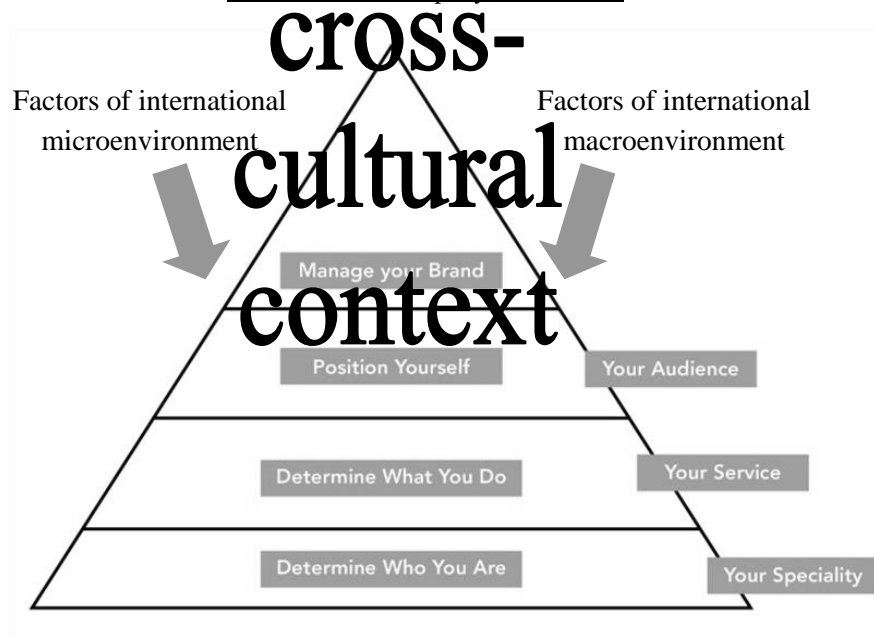 cross-
cultural
context
Factors of international
microenvironment
Factors of international
macroenvironment
Manage your Brand
Position Yourself
Your Audience
Determine What You Do
Your Service
Determine Who You Are
Your Speciality